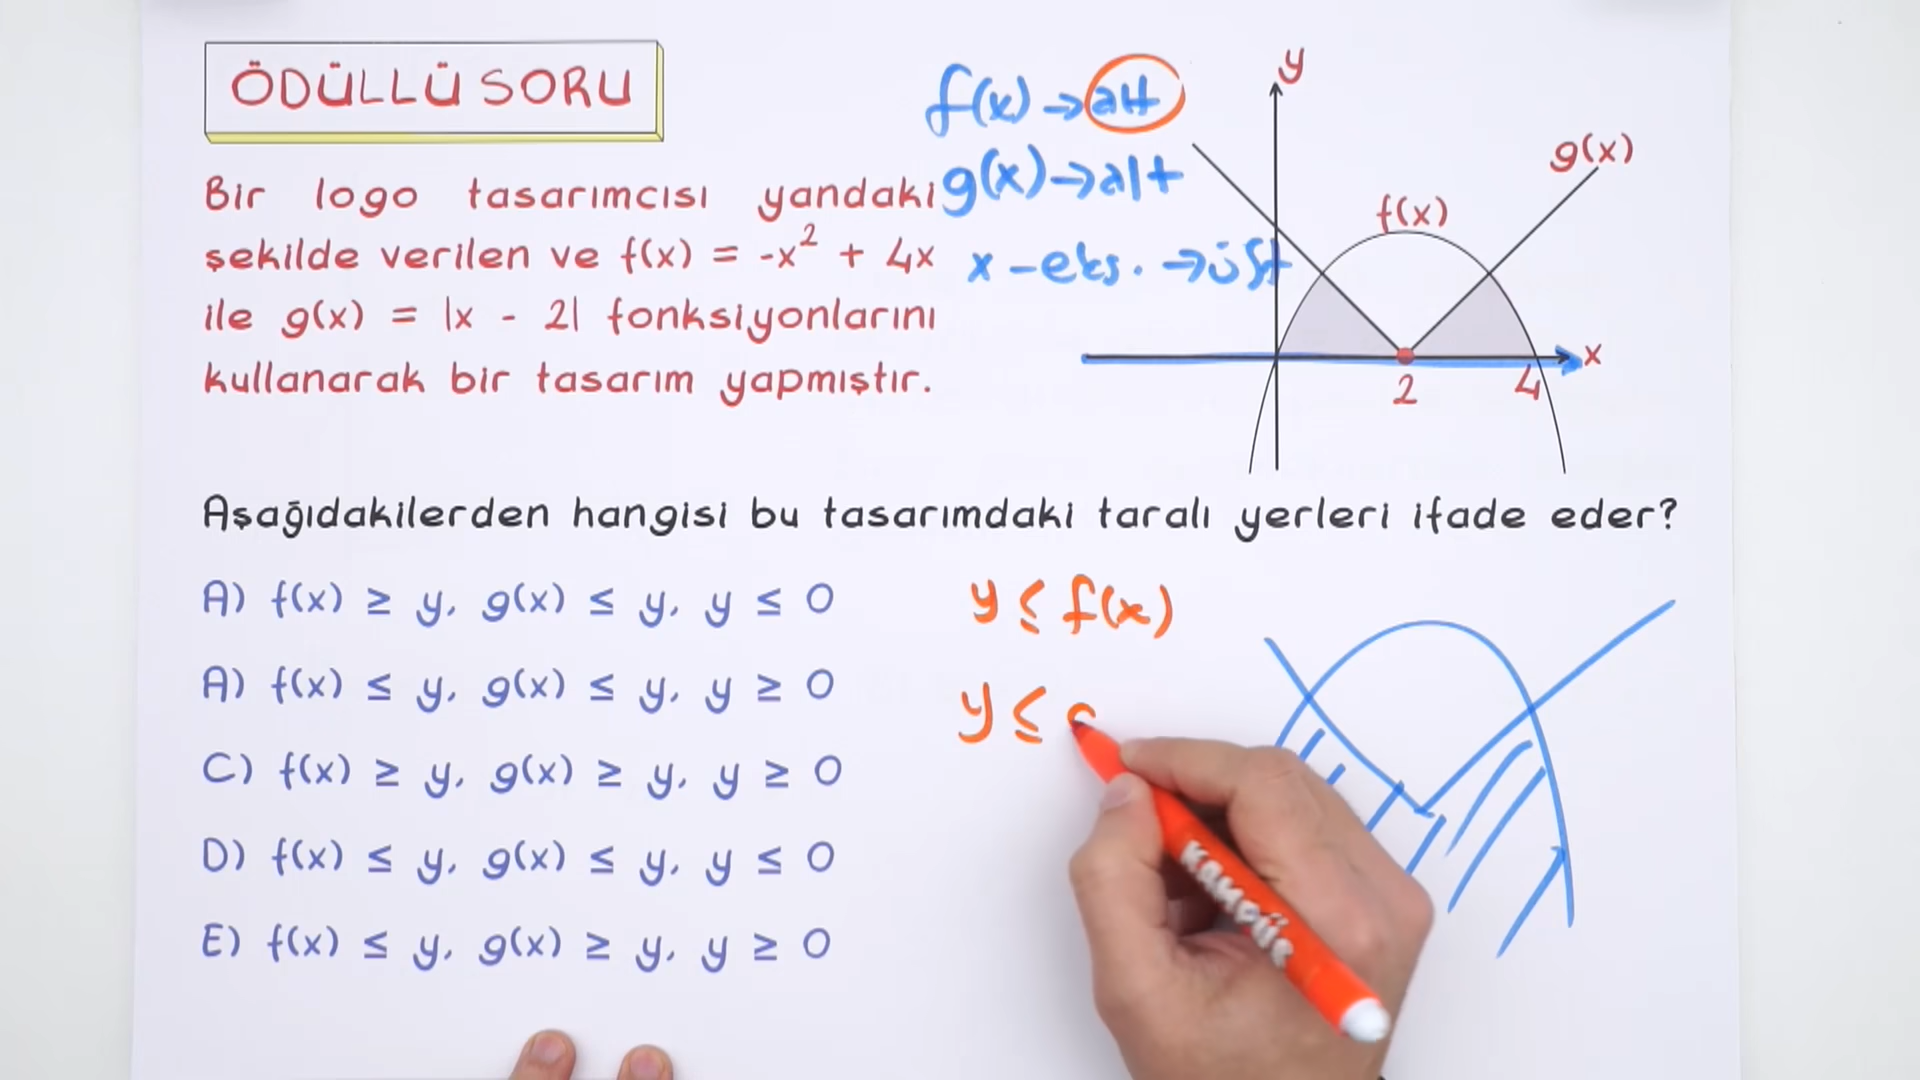 ÖDÜLLÜ SORU
Bir logo tasarımcısı yandaki
şekilde verilen ve f(x) = -x² + 4x
ile g(x) = |x - 2| fonksiyonlarını
kullanarak bir tasarım yapmıştır.
f(x) → alt
g(x) → alt
x - eks. → üst
y
g(x)
f(x)
x
2
4
Aşağıdakilerden hangisi bu tasarımdaki taralı yerleri ifade eder?
A) f(x) ≥ y, g(x) ≤ y, y ≤ 0
A) f(x) ≤ y, g(x) ≤ y, y ≥ 0
C) f(x) ≥ y, g(x) ≥ y, y ≥ 0
D) f(x) ≤ y, g(x) ≤ y, y ≤ 0
E) f(x) ≤ y, g(x) ≥ y, y ≥ 0
y ≤ f(x)
y ≤
KAMPÜS